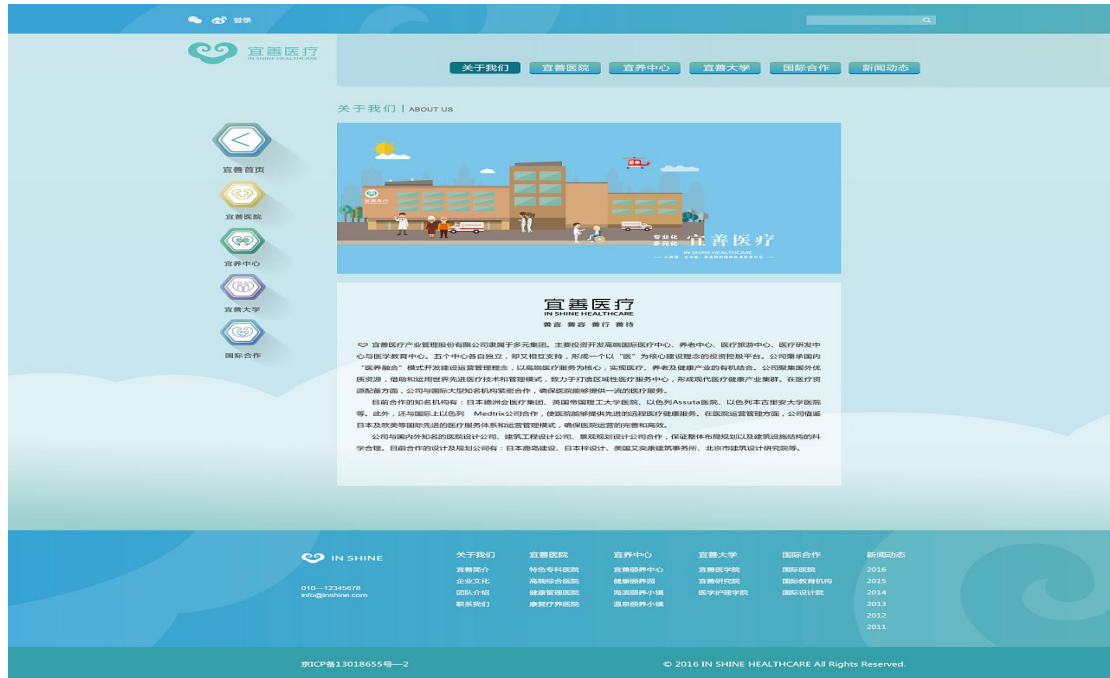 登录
宜善医疗
IN SHINE HEALTHCARE
关于我们 宜善医院 宜养中心 宜善大学 国际合作 新闻动态
关于我们 | ABOUT US
宜善首页
宜善医院
宜养中心
宜善大学
国际合作
宜善医疗
专业化
多元化
宜善医疗
IN SHINE HEALTHCARE
宜善医疗
IN SHINE HEALTHCARE
善言 善容 善行 善待
宜善医疗产业管理股份有限公司隶属于多元集团。主要投资开发高端国际医疗中心、养老中心、医疗旅游中心、医疗研发中
心与医学教育中心。五个中心各自独立，却又相互支持，形成一个以“医”为核心建设理念的投资控股平台。公司秉承国内
“医养融合”模式开发建设运营管理理念，以高端医疗服务为核心，实现医疗、养老及健康产业的有机结合。公司聚集国外优
质资源，借助和运用世界先进医疗技术和管理模式，致力于打造区域性医疗服务中心，形成现代医疗健康产业集群。在医疗资
源配备方面，公司与国际大型知名机构紧密合作，确保医院能够提供一流的医疗服务。
目前合作的知名机构有：日本德洲会医疗集团、英国帝国理工大学医院、以色列Assuta医院、以色列本古里安大学医院
等。此外，还与国际上以色列 Medtrix公司合作，使医院能够提供先进的远程医疗健康服务。在医院运营管理方面，公司借鉴
日本及欧美等国际先进的医疗服务体系和运营管理模式，确保医院运营的完善和高效。
公司与国内外知名的医院设计公司、建筑工程设计公司、景观规划设计公司合作，保证整体布局规划以及建筑设施结构的科
学合理。目前合作的设计及规划公司有：日本鹿岛建设、日本梓设计、美国艾奕康建筑事务所、北京市建筑设计研究院等。
IN SHINE
010—12345678
info@inshine.com
关于我们
宜善简介
企业文化
团队介绍
联系我们
宜善医院
特色专科医院
高端综合医院
健康管理医院
康复疗养医院
宜养中心
宜善颐养中心
健康颐养园
海滨颐养小镇
温泉颐养小镇
宜善大学
宜善医学院
宜善研究院
医学护理学院
国际合作
国际医院
国际教育机构
国际设计院
新闻动态
2016
2015
2014
2013
2012
2011
京ICP备13018655号—2
© 2016 IN SHINE HEALTHCARE All Rights Reserved.